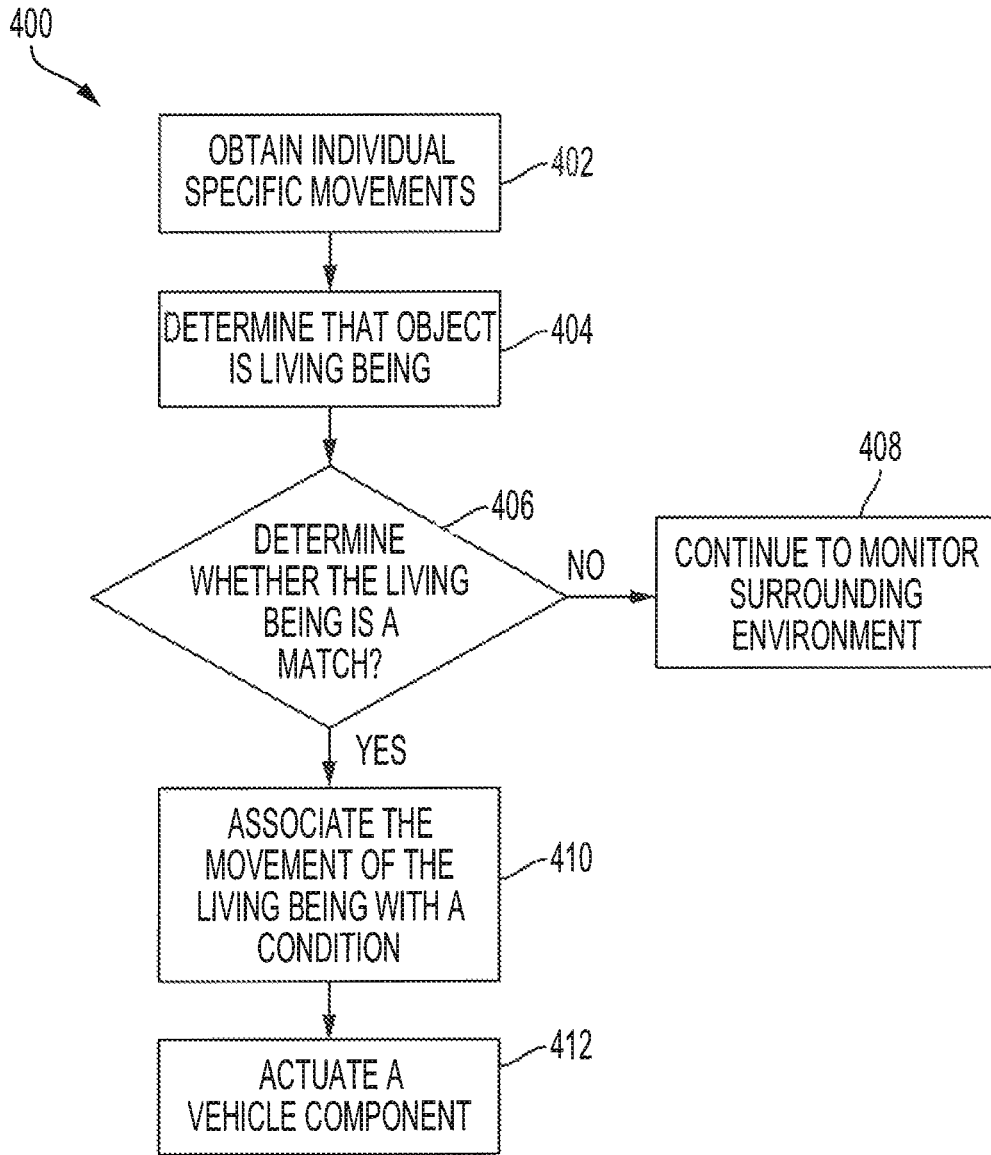 400
OBTAIN INDIVIDUAL
SPECIFIC MOVEMENTS
402
DETERMINE THAT OBJECT
IS LIVING BEING
404
DETERMINE
WHETHER THE LIVING
BEING IS A
MATCH?
406
NO
408
CONTINUE TO MONITOR
SURROUNDING
ENVIRONMENT
YES
ASSOCIATE THE
MOVEMENT OF THE
LIVING BEING WITH A
CONDITION
410
ACTUATE A
VEHICLE COMPONENT
412